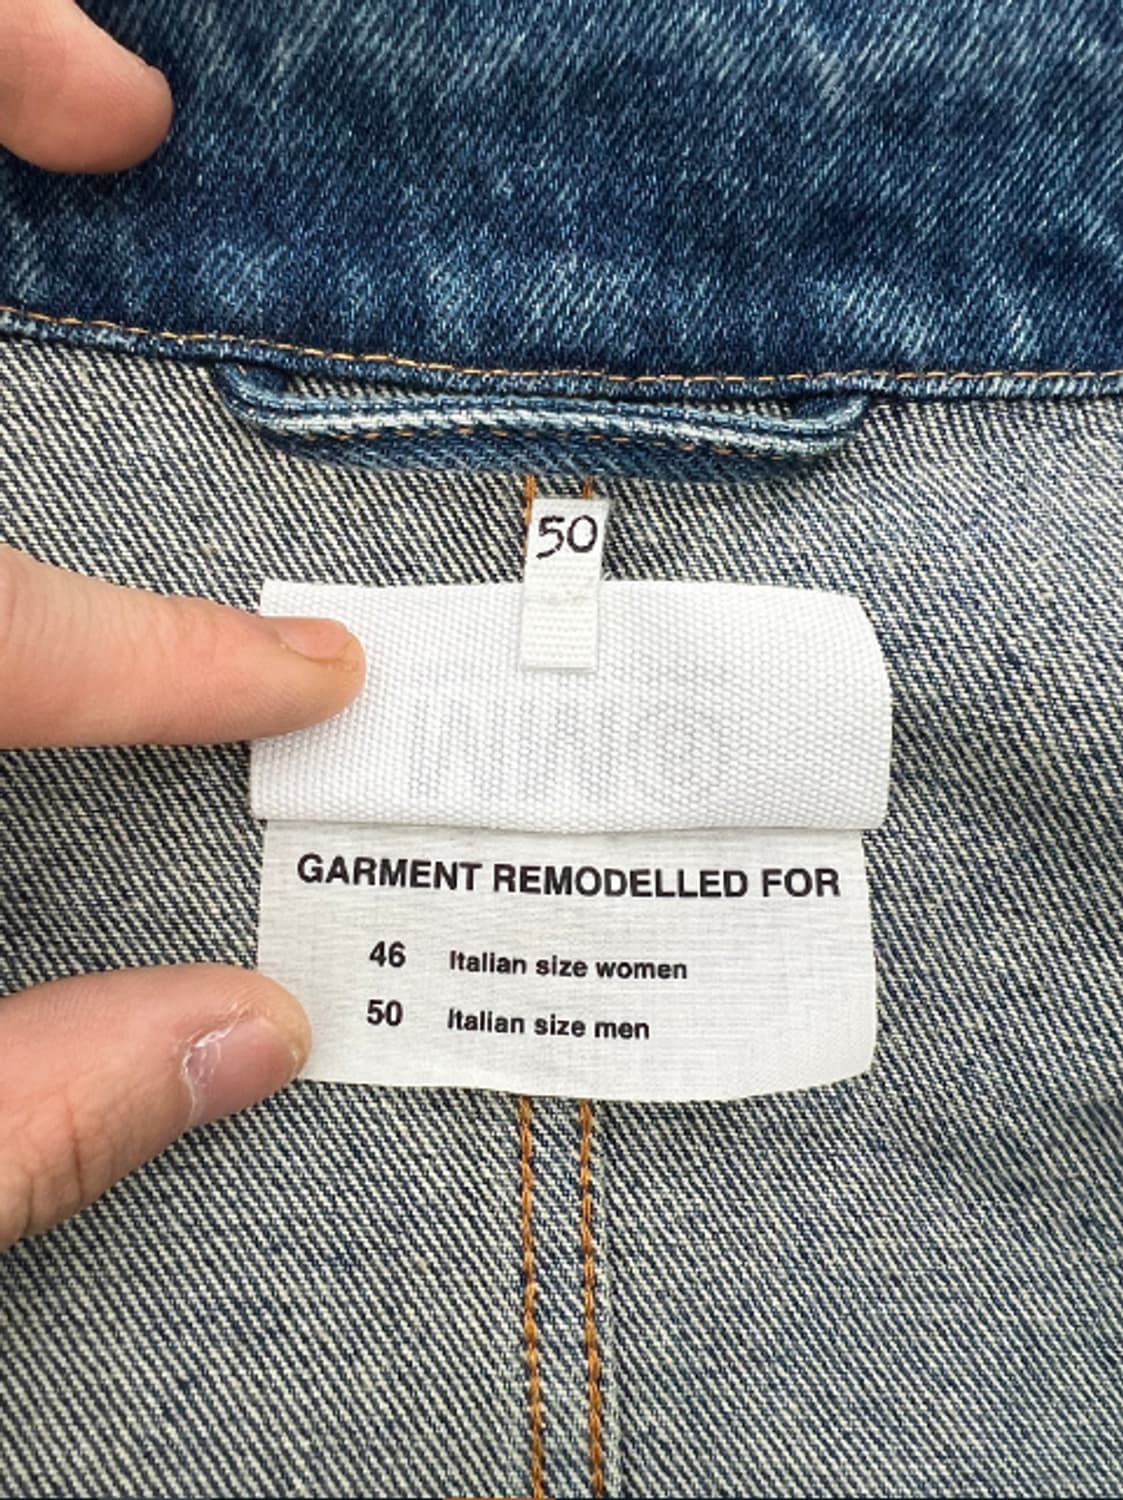 50
GARMENT REMODELLED FOR
46 Italian size women
50 Italian size men